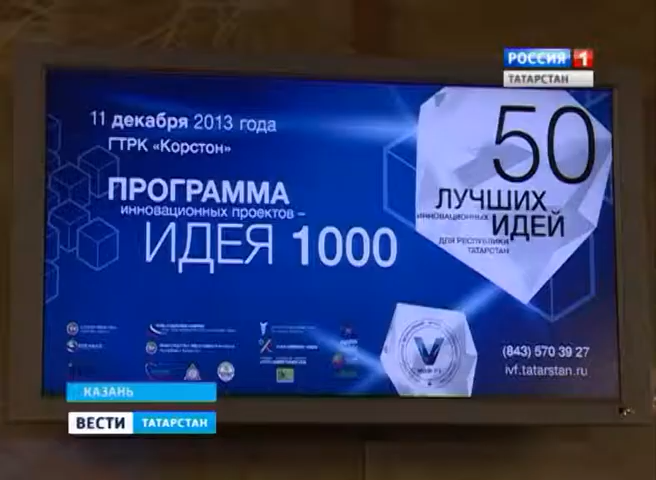 РОССИЯ 1
ТАТАРСТАН
11 декабря 2013 года
ГТРК «Корстон»
ПРОГРАММА
инновационных проектов –
ИДЕЯ 1000
50
ЛУЧШИХ
ИННОВАЦИОННЫХ
ИДЕЙ
ДЛЯ РЕСПУБЛИКИ
ТАТАРСТАН
(843) 570 39 27
ivf.tatarstan.ru
КАЗАНЬ
ВЕСТИ ТАТАРСТАН